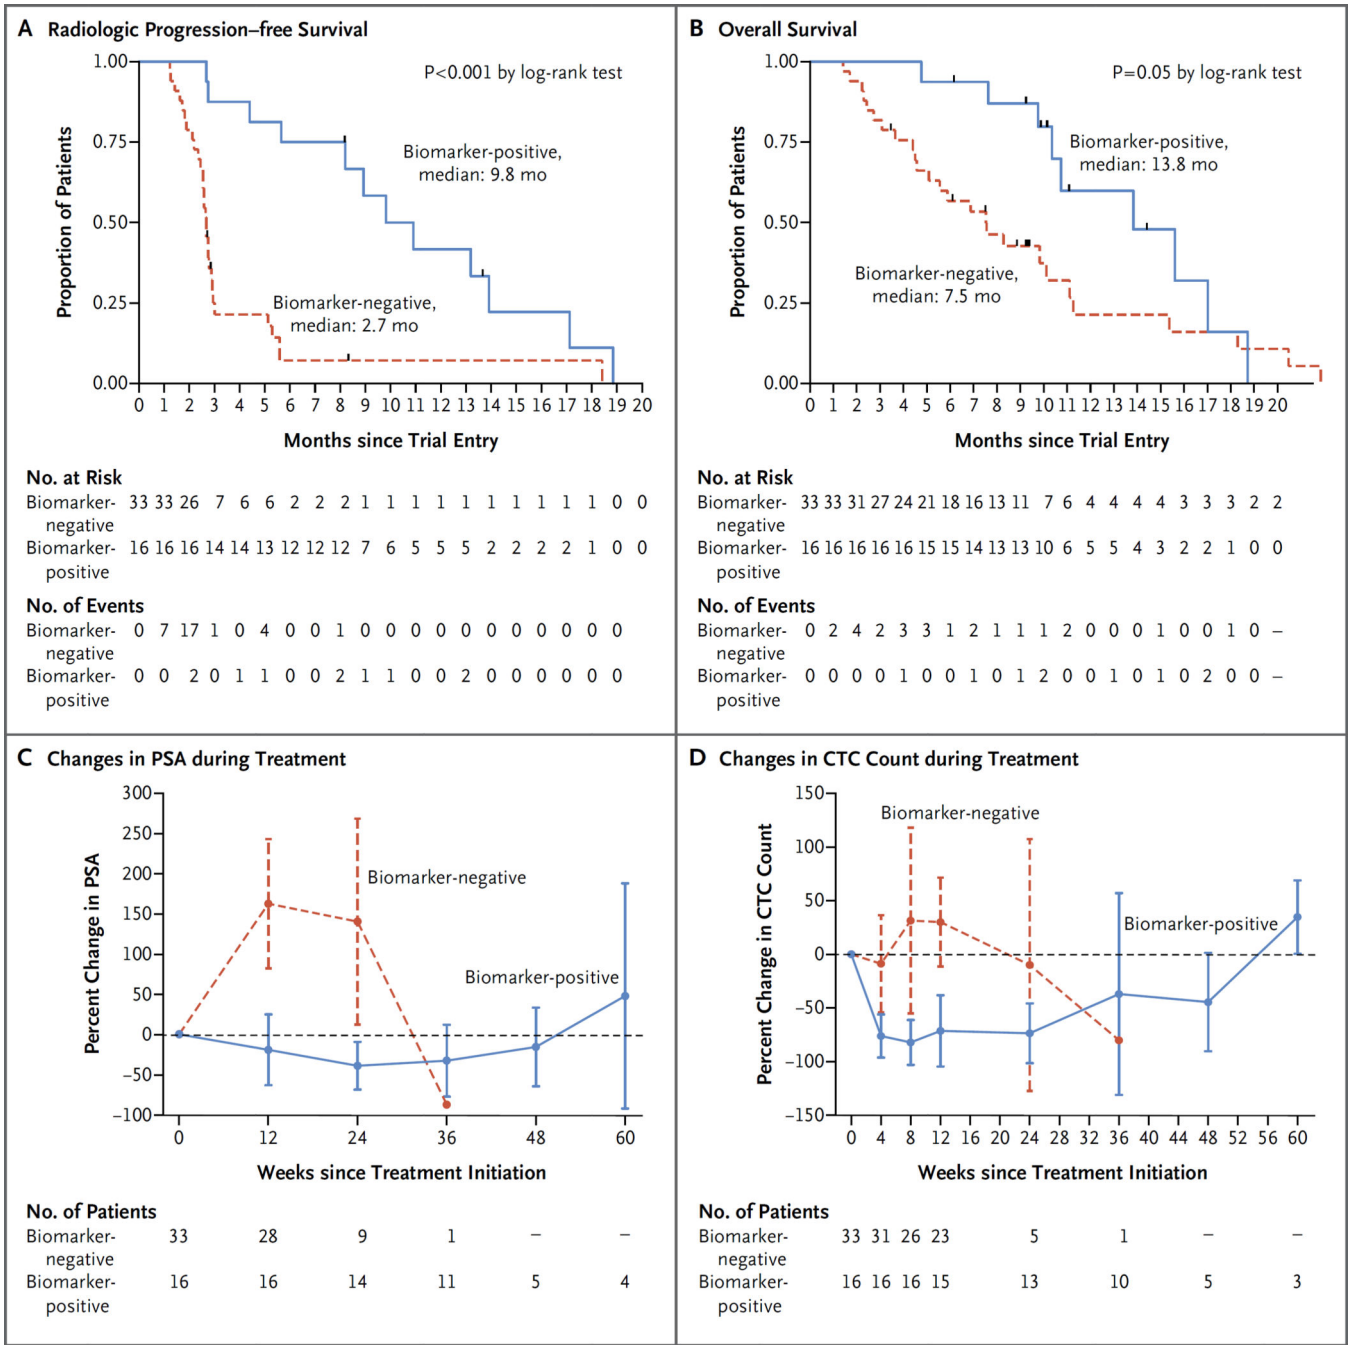 A Radiologic Progression–free Survival
1.00
0.75
0.50
0.25
0.00
Proportion of Patients
P<0.001 by log-rank test
Biomarker-positive,
median: 9.8 mo
Biomarker-negative,
median: 2.7 mo
0 1 2 3 4 5 6 7 8 9 10 11 12 13 14 15 16 17 18 19 20
Months since Trial Entry
No. at Risk
Biomarker- 33 33 26 7 6 6 2 2 2 1 1 1 1 1 1 1 1 1 1 0 0
negative
Biomarker- 16 16 16 14 14 13 12 12 12 7 6 5 5 5 2 2 2 2 1 0 0
positive
No. of Events
Biomarker- 0 7 17 1 0 4 0 0 1 0 0 0 0 0 0 0 0 0 0 0
negative
Biomarker- 0 0 2 0 1 1 0 0 2 1 1 0 0 2 0 0 0 0 0 0
positive
B Overall Survival
1.00
0.75
0.50
0.25
0.00
Proportion of Patients
P=0.05 by log-rank test
Biomarker-positive,
median: 13.8 mo
Biomarker-negative,
median: 7.5 mo
0 1 2 3 4 5 6 7 8 9 10 11 12 13 14 15 16 17 18 19 20
Months since Trial Entry
No. at Risk
Biomarker- 33 33 31 27 24 21 18 16 13 11 7 6 4 4 4 4 3 3 3 2 2
negative
Biomarker- 16 16 16 16 16 15 15 14 13 13 10 6 5 5 4 3 2 2 1 0 0
positive
No. of Events
Biomarker- 0 2 4 2 3 3 1 2 1 1 1 2 0 0 0 1 0 0 1 0 –
negative
Biomarker- 0 0 0 0 1 0 0 1 0 1 2 0 0 1 0 1 0 2 0 0 –
positive
C Changes in PSA during Treatment
300
250
200
150
100
50
0
–50
–100
Percent Change in PSA
Biomarker-negative
Biomarker-positive
0 12 24 36 48 60
Weeks since Treatment Initiation
No. of Patients
Biomarker- 33 28 9 1 – –
negative
Biomarker- 16 16 14 11 5 4
positive
D Changes in CTC Count during Treatment
150
100
50
0
–50
–100
–150
Percent Change in CTC Count
Biomarker-negative
Biomarker-positive
0 4 8 12 16 20 24 28 32 36 40 44 48 52 56 60
Weeks since Treatment Initiation
No. of Patients
Biomarker- 33 31 26 23 5 1 – –
negative
Biomarker- 16 16 16 15 13 10 5 3
positive